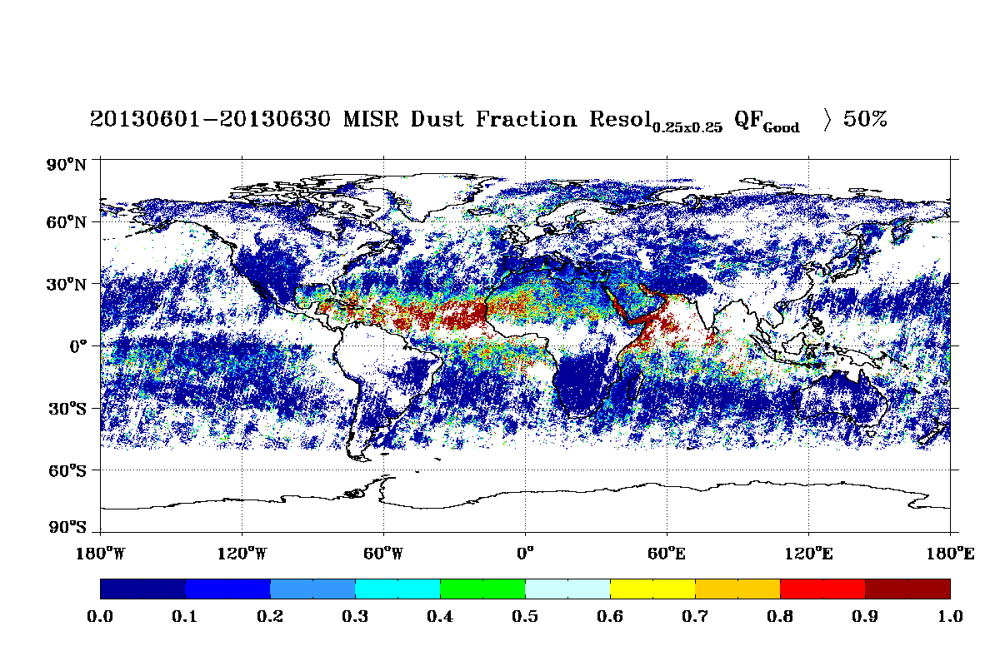 20130601-20130630 MISR Dust Fraction Resol0.25x0.25 QFGood 〉 50%
90°N
60°N
30°N
0°
30°S
60°S
90°S
180°W 120°W 60°W 0° 60°E 120°E 180°E
0.0 0.1 0.2 0.3 0.4 0.5 0.6 0.7 0.8 0.9 1.0